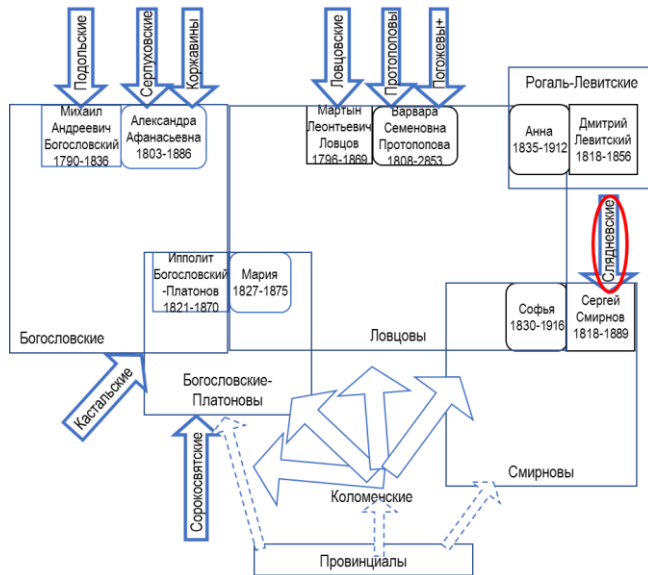 Подольские
Серпуховские
Коржавины
Ловцовские
Протопоповы
Погожевы+
Рогаль-Левитские
Михаил
Андреевич
Богословский
1790-1836
Александра
Афанасьевна
1803-1886
Мартын
Леонтьевич
Ловцов
1796-1869
Варвара
Семеновна
Протопопова
1808-2853
Анна
1835-1912
Дмитрий
Левитский
1818-1856
Слядневские
Ипполит
Богословский
-Платонов
1821-1870
Мария
1827-1875
Софья
1830-1916
Сергей
Смирнов
1818-1889
Богословские
Ловцовы
Кастальские
Богословские-
Платоновы
Сорокосвятские
Смирновы
Коломенские
Провинциалы